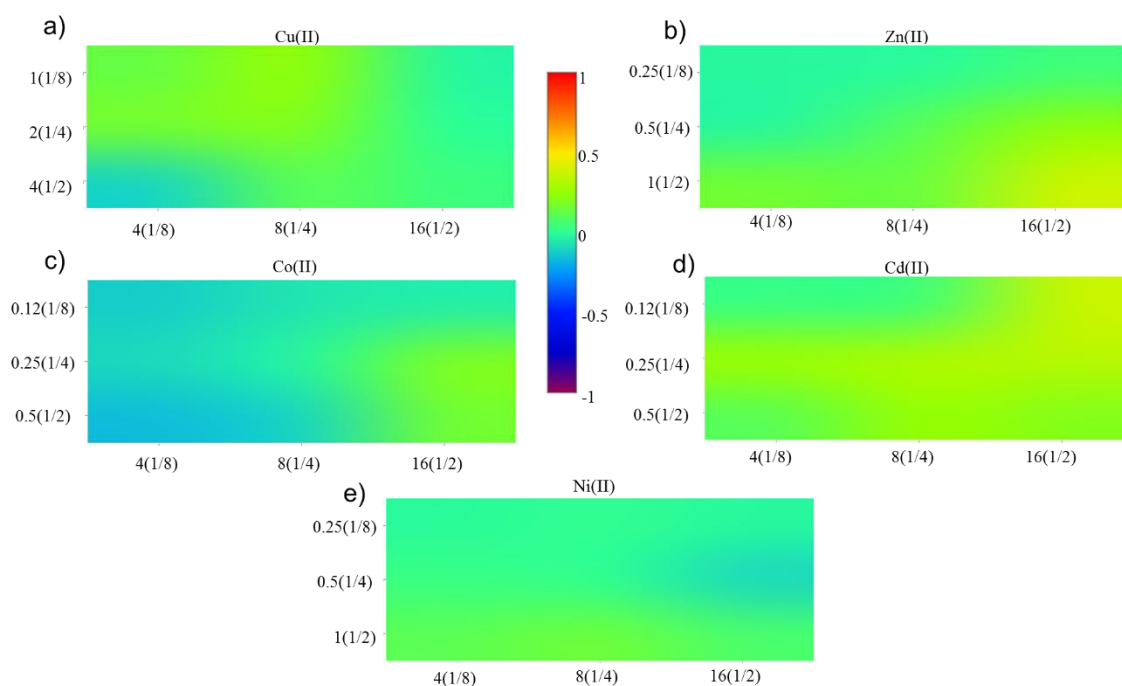 a)
Cu(II)
1(1/8)
2(1/4)
4(1/2)
4(1/8) 8(1/4) 16(1/2)
1
0.5
0
-0.5
-1
b)
Zn(II)
0.25(1/8)
0.5(1/4)
1(1/2)
4(1/8) 8(1/4) 16(1/2)
c)
Co(II)
0.12(1/8)
0.25(1/4)
0.5(1/2)
4(1/8) 8(1/4) 16(1/2)
d)
Cd(II)
0.12(1/8)
0.25(1/4)
0.5(1/2)
4(1/8) 8(1/4) 16(1/2)
e)
Ni(II)
0.25(1/8)
0.5(1/4)
1(1/2)
4(1/8) 8(1/4) 16(1/2)